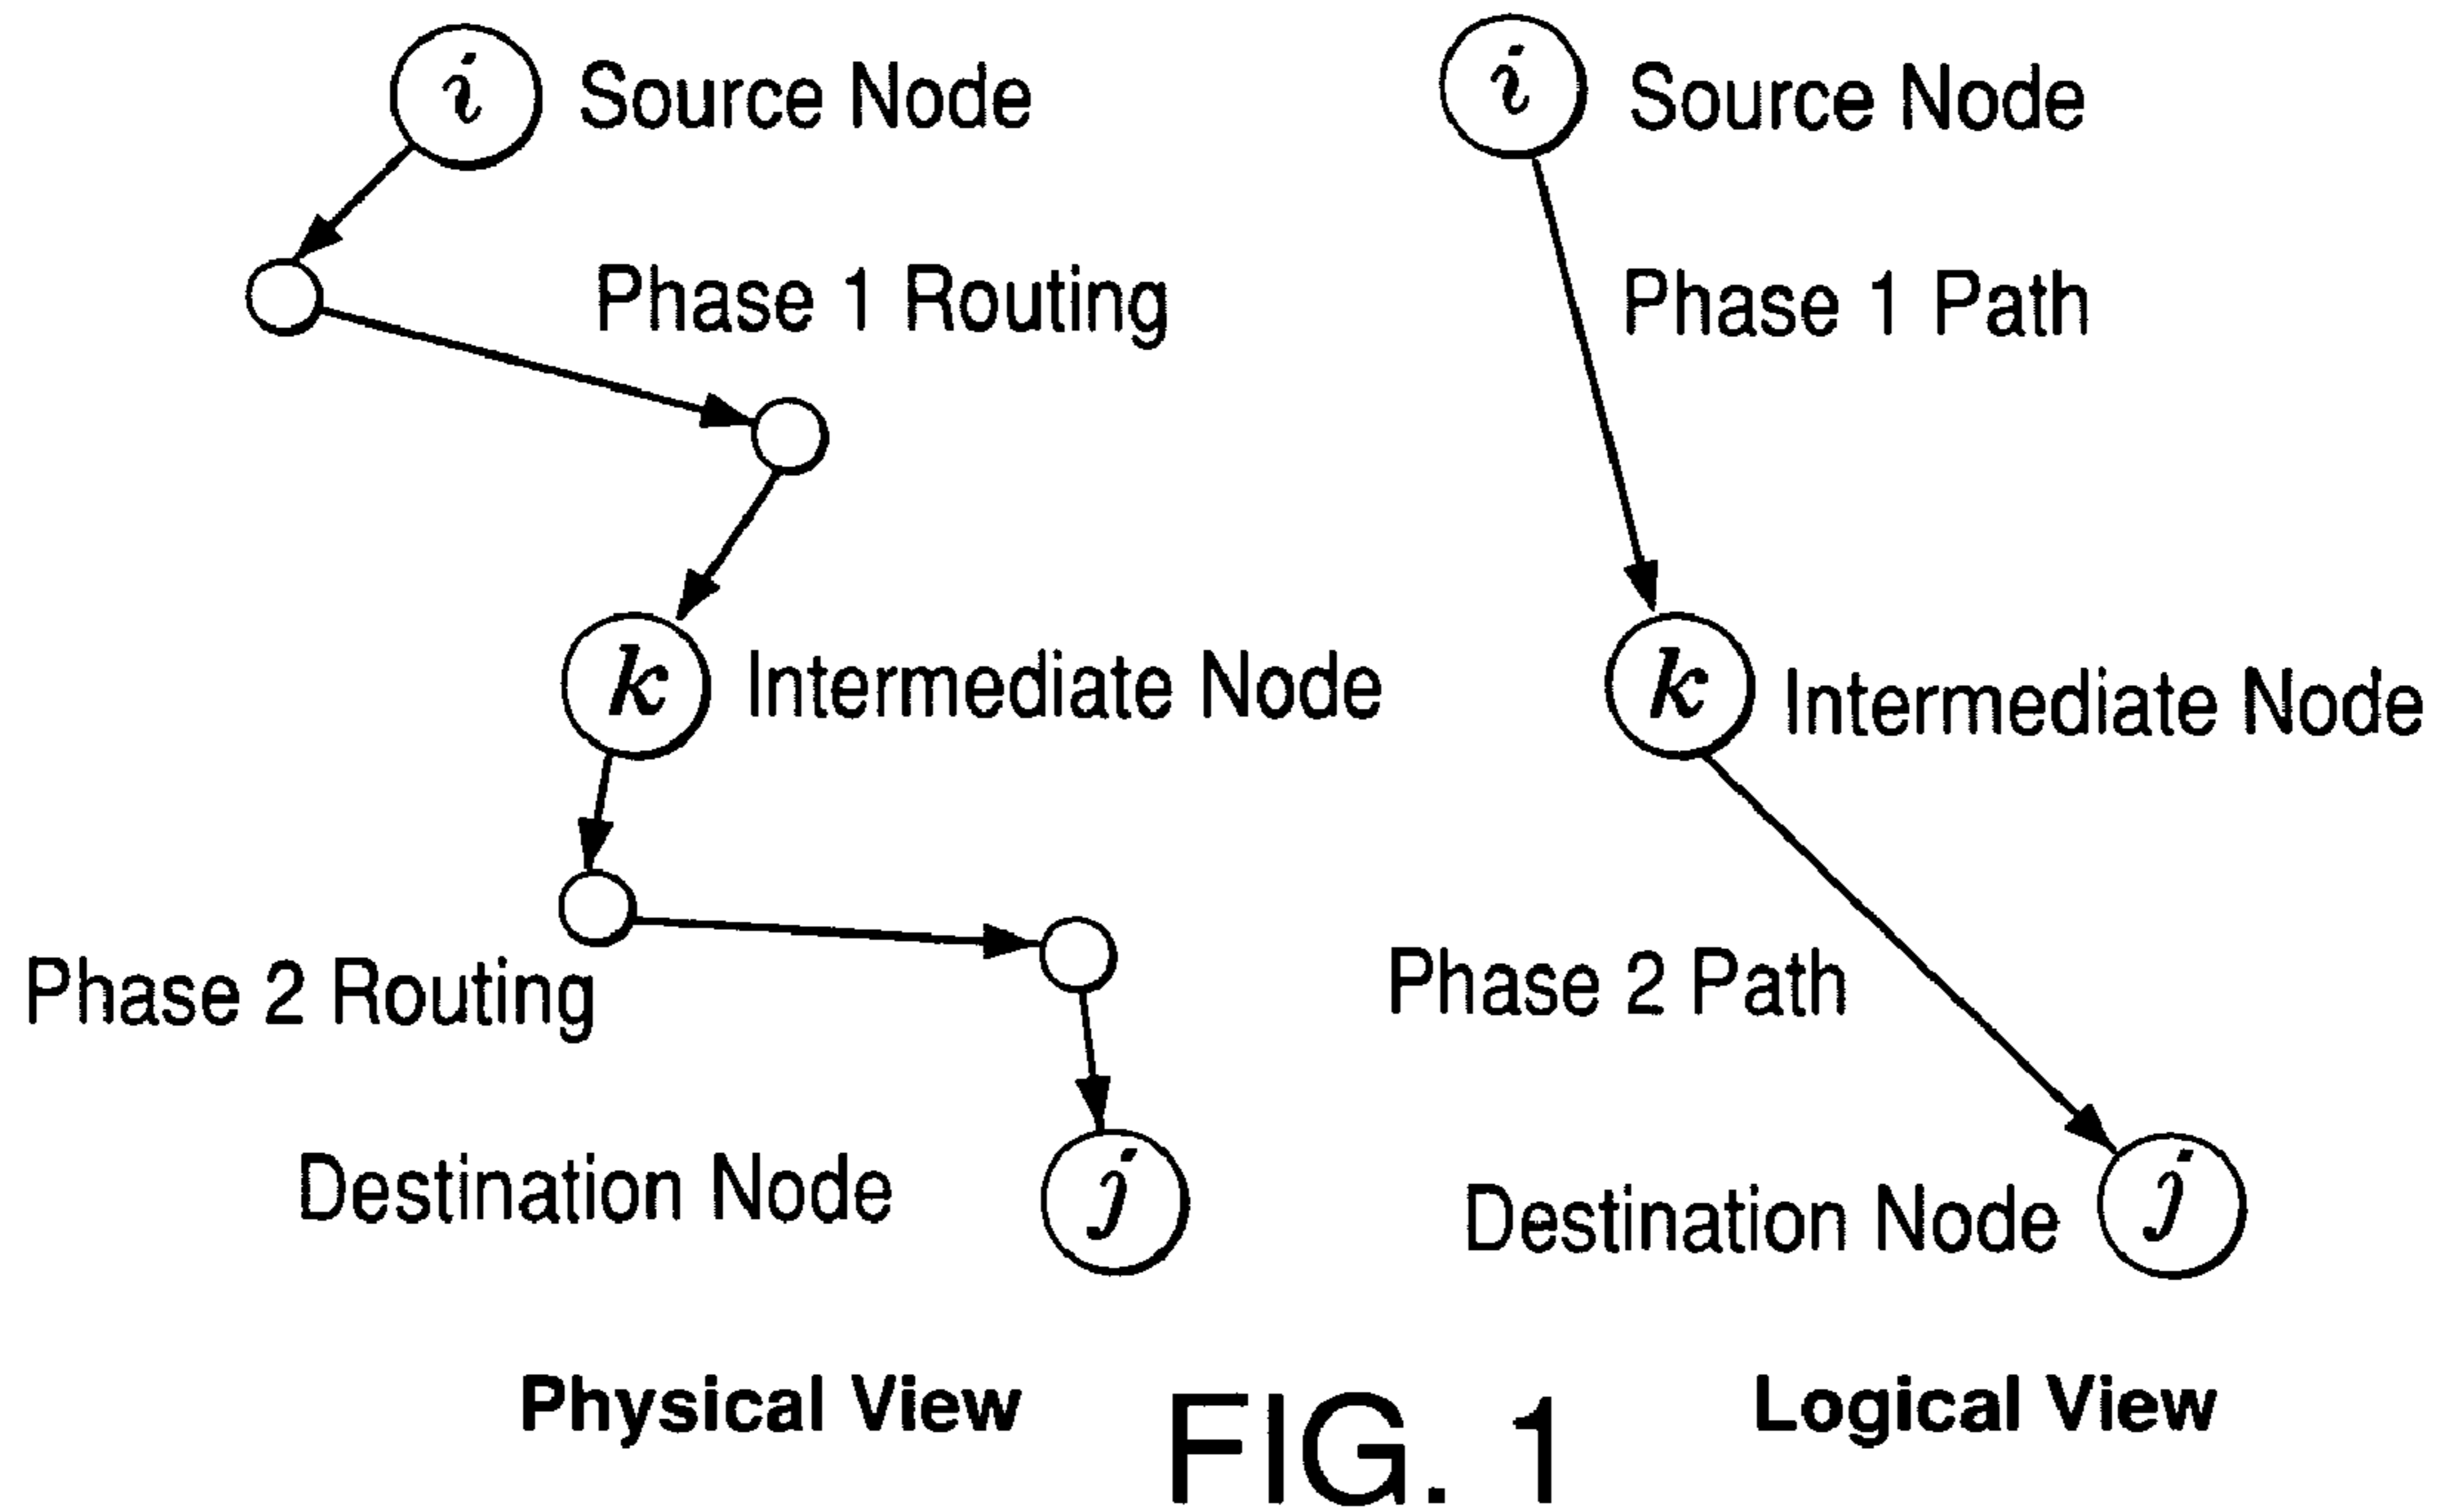 i Source Node
Phase 1 Routing
k Intermediate Node
Phase 2 Routing
Destination Node j
Physical View
i Source Node
Phase 1 Path
k Intermediate Node
Phase 2 Path
Destination Node j
Logical View
FIG. 1